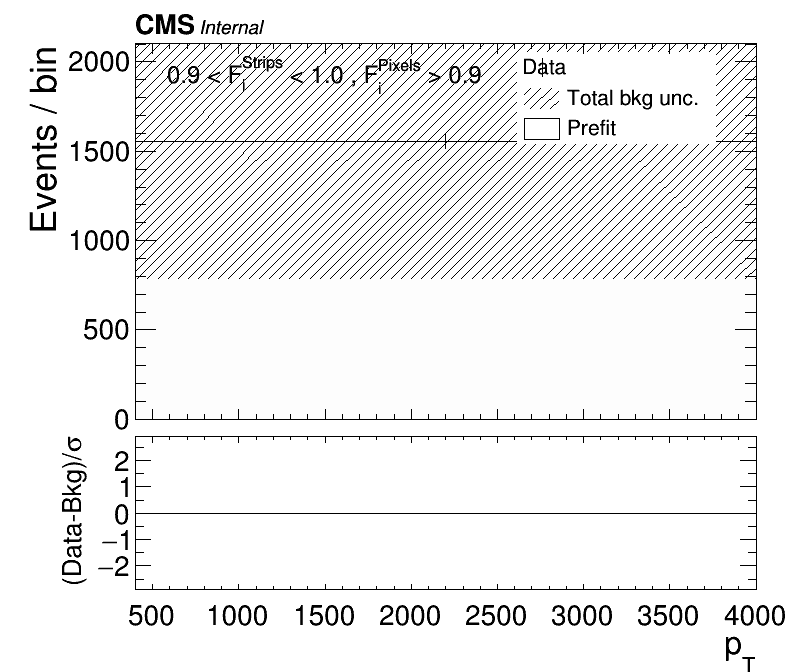 CMS Internal
Events / bin
2000
1500
1000
500
0
0.9 < F_i^Strips < 1.0 , F_i^Pixels > 0.9
Data
Total bkg unc.
Prefit
(Data-Bkg)/σ
2
1
0
−1
−2
500 1000 1500 2000 2500 3000 3500 4000
p_T